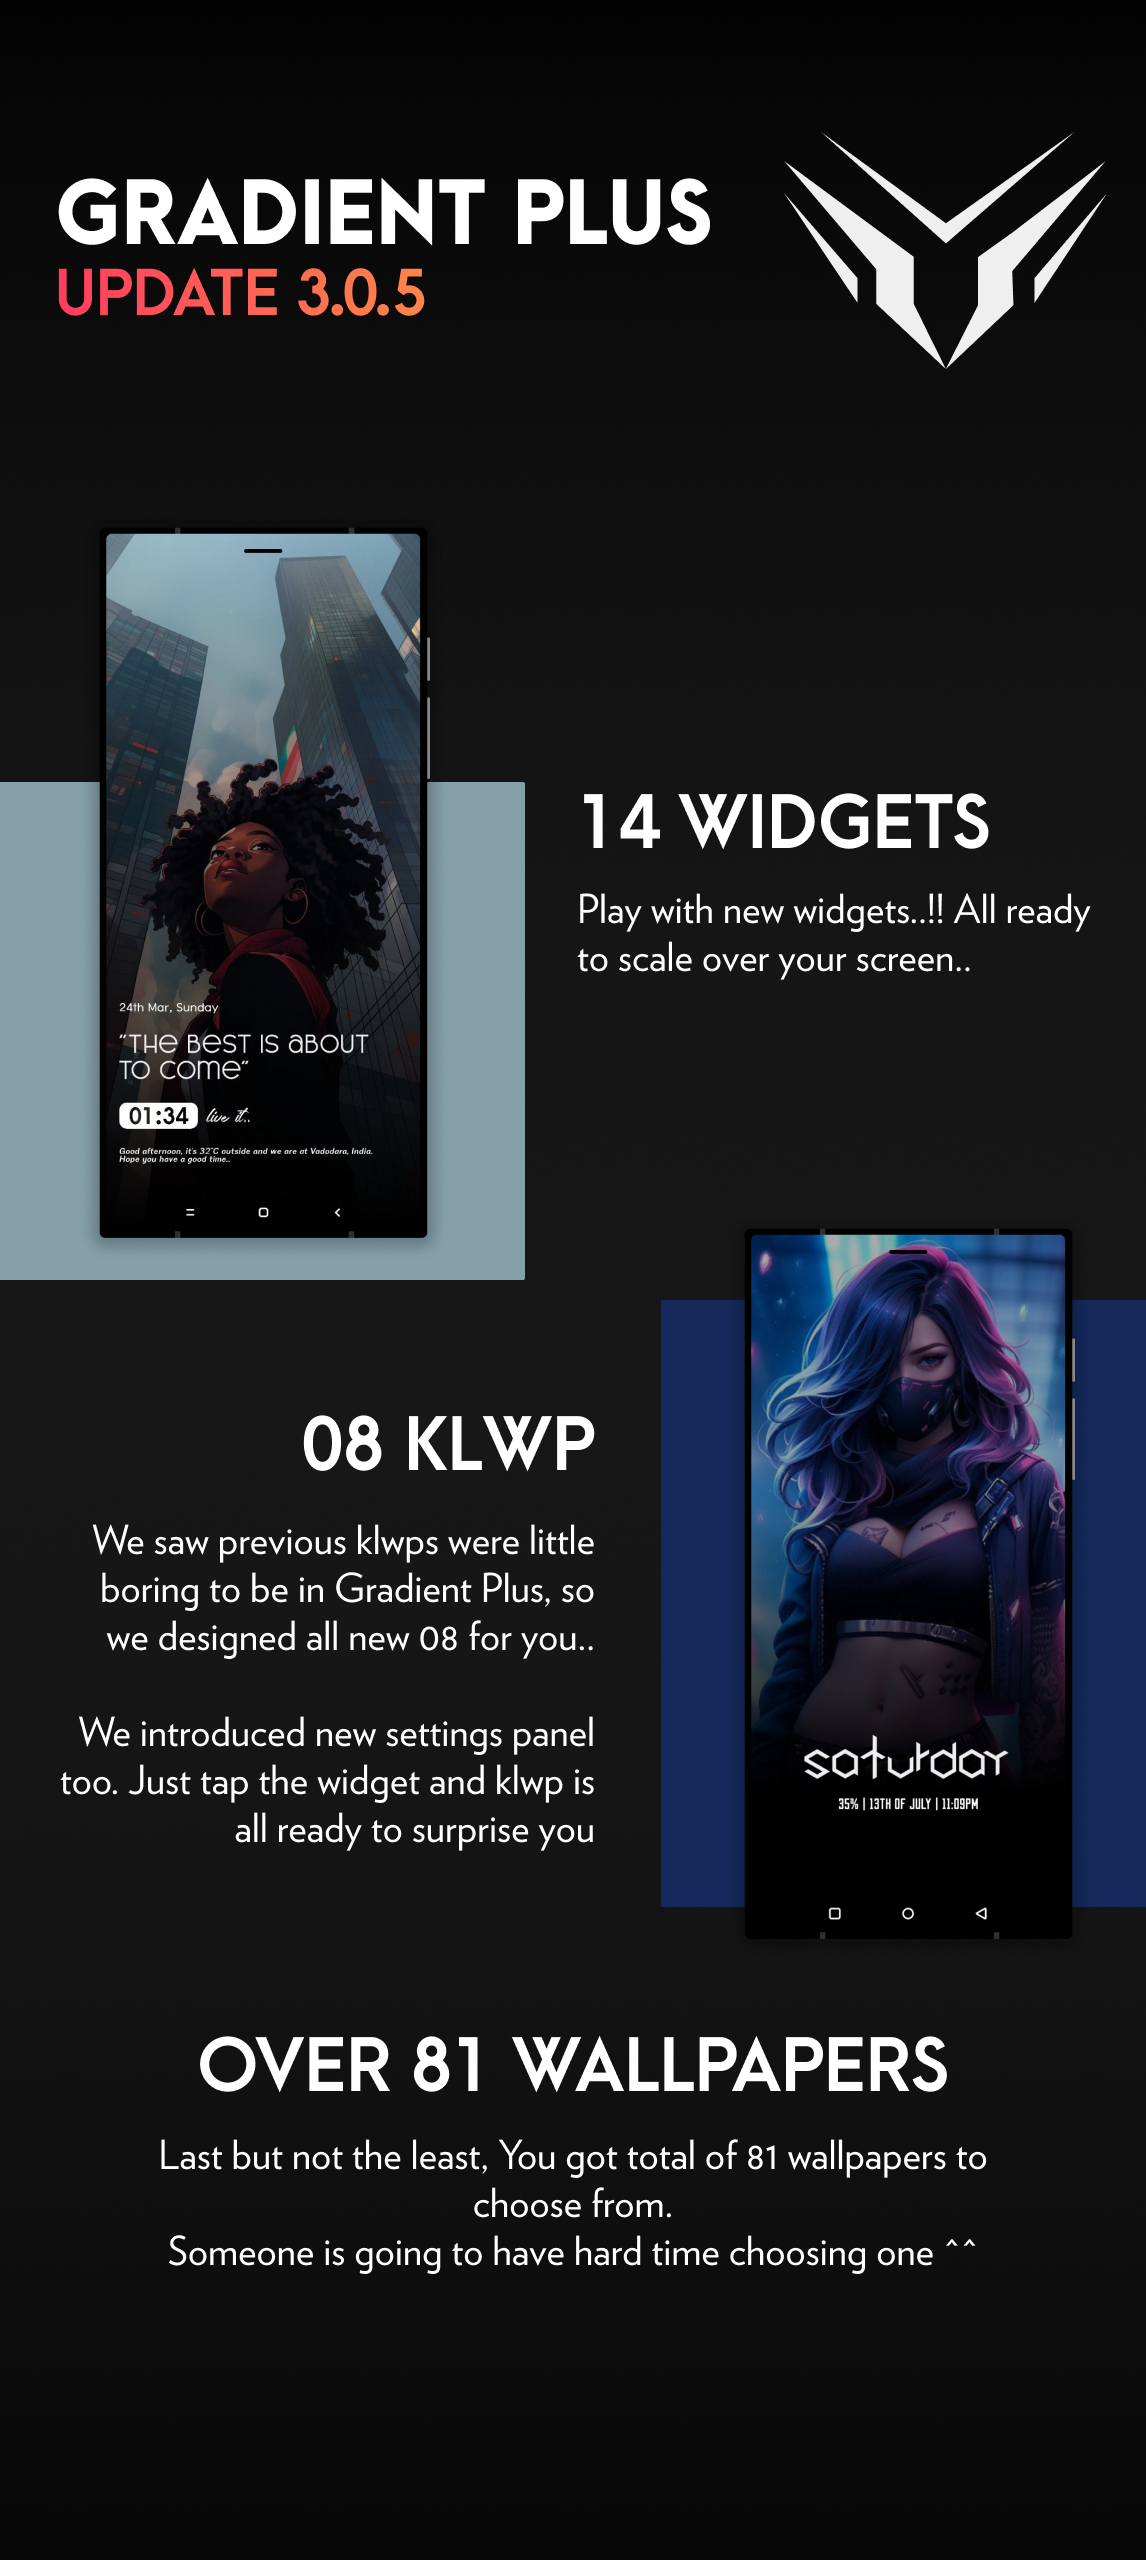 GRADIENT PLUS
UPDATE 3.0.5
24th Mar, Sunday
"THe BeST IS aBOUT
TO COMe"
01:34 live it..
Good afternoon, it's 32°C outside and we are at Vadodara, India.
Hope you have a good time..
14 WIDGETS
Play with new widgets..!! All ready
to scale over your screen..
08 KLWP
We saw previous klwps were little
boring to be in Gradient Plus, so
we designed all new 08 for you..
We introduced new settings panel
too. Just tap the widget and klwp is
all ready to surprise you
saturday
35% | 13TH OF JULY | 11:09PM
OVER 81 WALLPAPERS
Last but not the least, You got total of 81 wallpapers to
choose from.
Someone is going to have hard time choosing one ^^